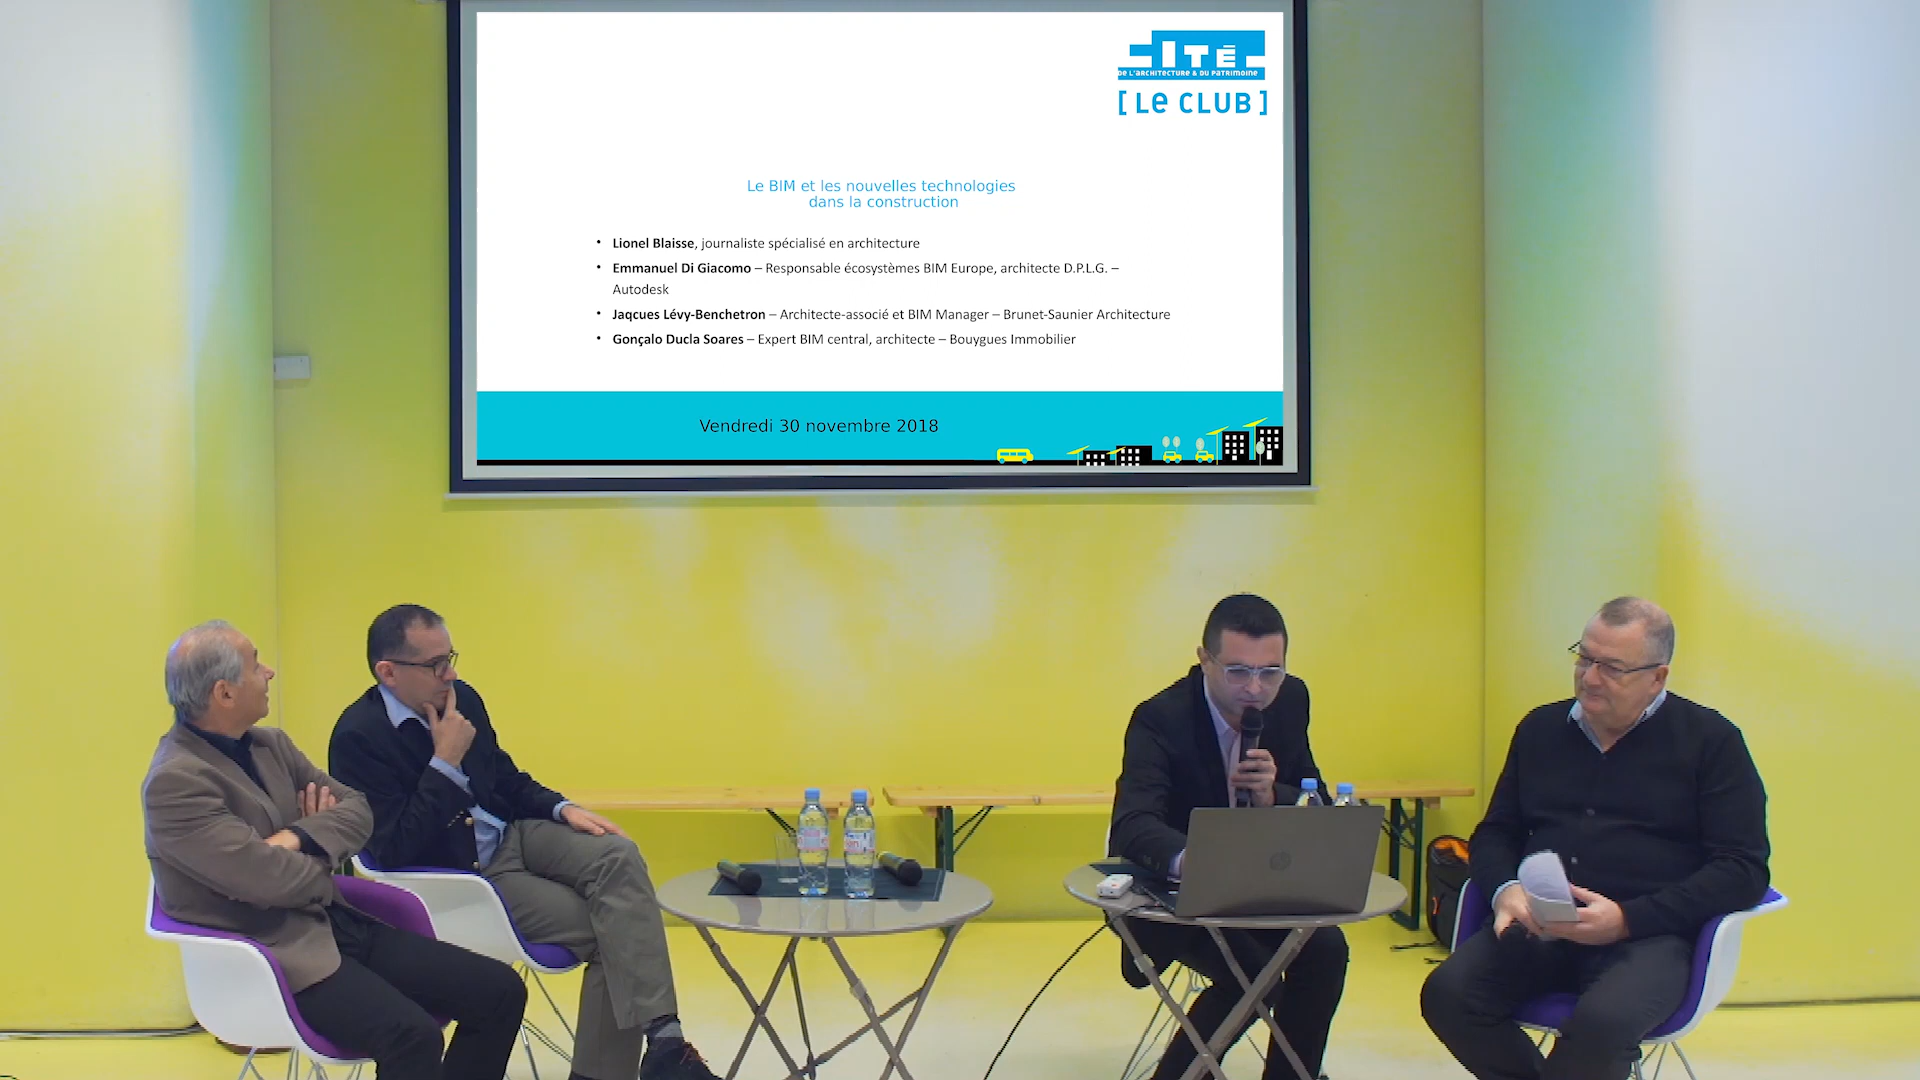 CITÉ
DE L'ARCHITECTURE & DU PATRIMOINE
[Le CLUB]
Le BIM et les nouvelles technologies
dans la construction
• Lionel Blaisse, journaliste spécialisé en architecture
• Emmanuel Di Giacomo – Responsable écosystèmes BIM Europe, architecte D.P.L.G. –
Autodesk
• Jaqcues Lévy-Benchetron – Architecte-associé et BIM Manager – Brunet-Saunier Architecture
• Gonçalo Ducla Soares – Expert BIM central, architecte – Bouygues Immobilier
Vendredi 30 novembre 2018
hp